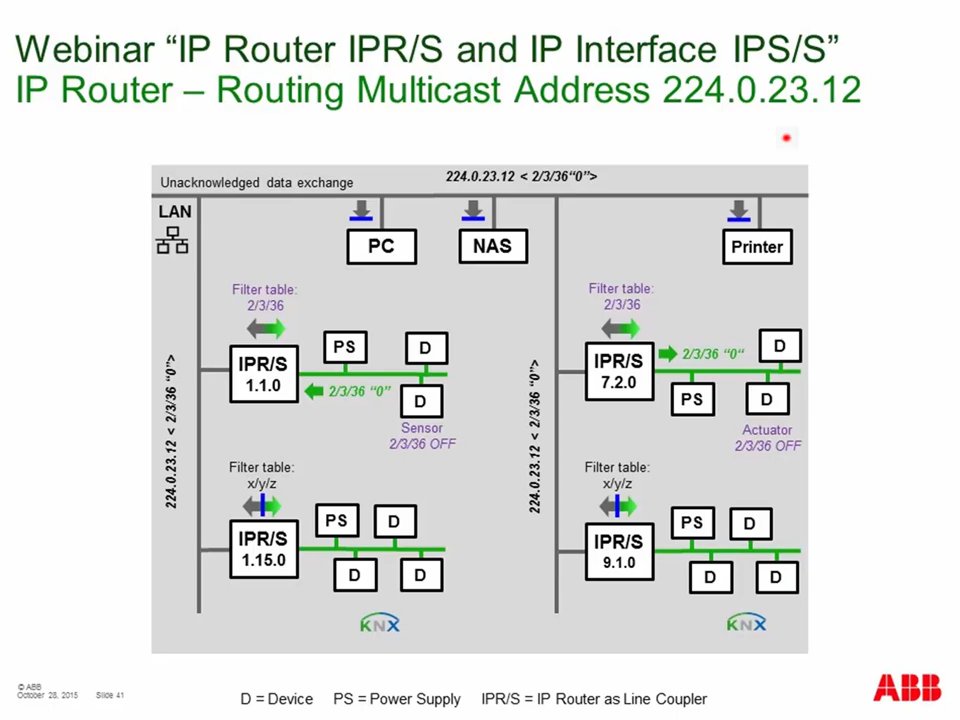 Webinar “IP Router IPR/S and IP Interface IPS/S”
IP Router – Routing Multicast Address 224.0.23.12
Unacknowledged data exchange
224.0.23.12 < 2/3/36“0”>
LAN
PC
NAS
Printer
Filter table:
2/3/36
IPR/S
1.1.0
PS
D
2/3/36 “0”
D
Sensor
2/3/36 OFF
224.0.23.12 < 2/3/36 “0”>
Filter table:
x/y/z
IPR/S
1.15.0
PS
D
D
D
KNX
Filter table:
2/3/36
IPR/S
7.2.0
2/3/36 “0“
D
PS
D
Actuator
2/3/36 OFF
224.0.23.12 < 2/3/36 “0”>
Filter table:
x/y/z
IPR/S
9.1.0
PS
D
D
D
KNX
© ABB
October 28, 2015 Slide 41
D = Device PS = Power Supply IPR/S = IP Router as Line Coupler
ABB